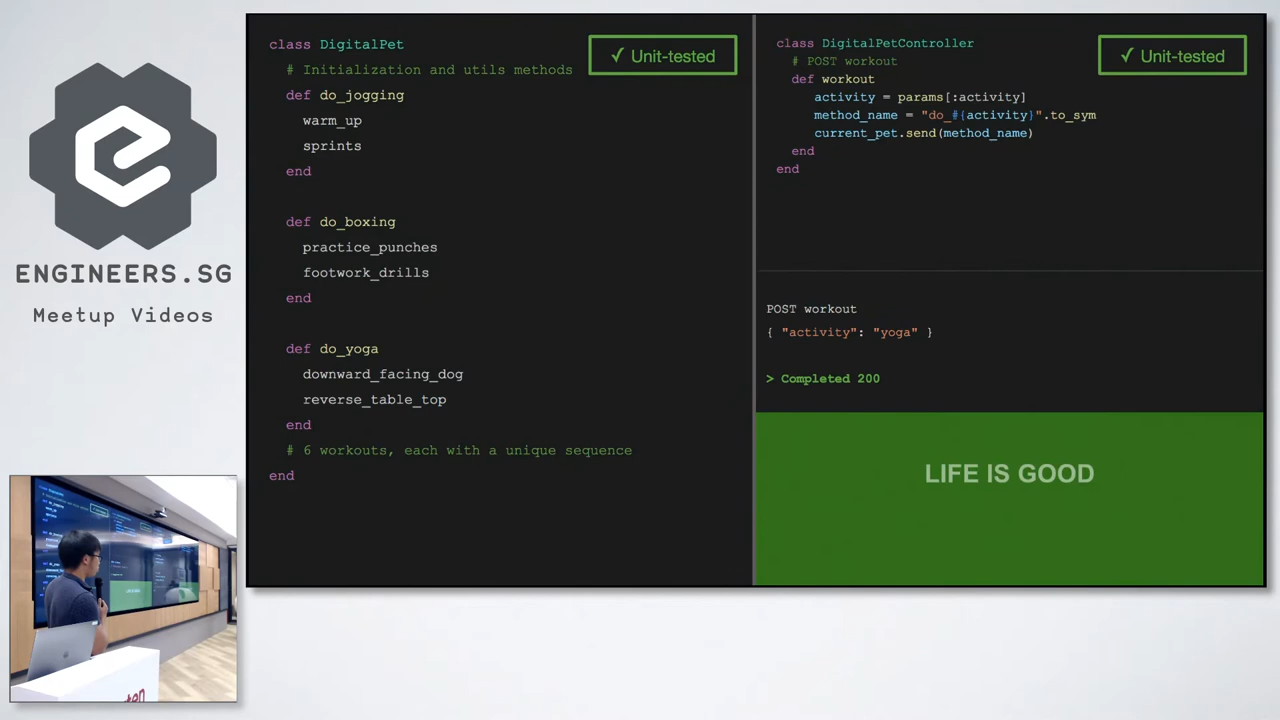 ENGINEERS.SG
Meetup Videos
class DigitalPet
# Initialization and utils methods
def do_jogging
warm_up
sprints
end
def do_boxing
practice_punches
footwork_drills
end
def do_yoga
downward_facing_dog
reverse_table_top
end
# 6 workouts, each with a unique sequence
end
✓ Unit-tested
class DigitalPetController
# POST workout
def workout
activity = params[:activity]
method_name = "do_#{activity}".to_sym
current_pet.send(method_name)
end
end
✓ Unit-tested
POST workout
{ "activity": "yoga" }
> Completed 200
LIFE IS GOOD